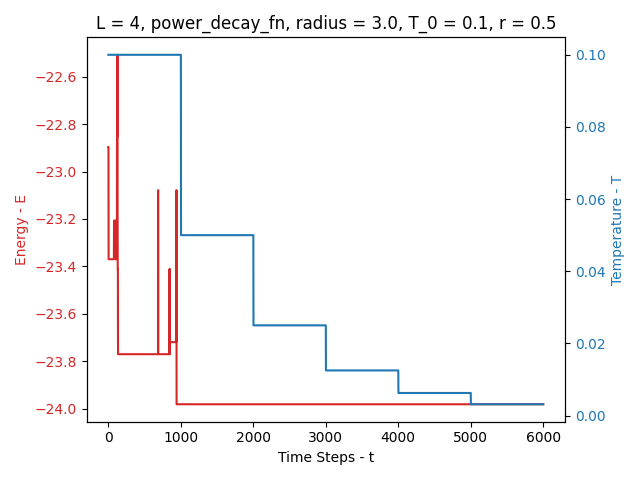 L = 4, power_decay_fn, radius = 3.0, T_0 = 0.1, r = 0.5
Energy - E
−22.6
−22.8
−23.0
−23.2
−23.4
−23.6
−23.8
−24.0
0.10
0.08
0.06
0.04
0.02
0.00
Temperature - T
0 1000 2000 3000 4000 5000 6000
Time Steps - t